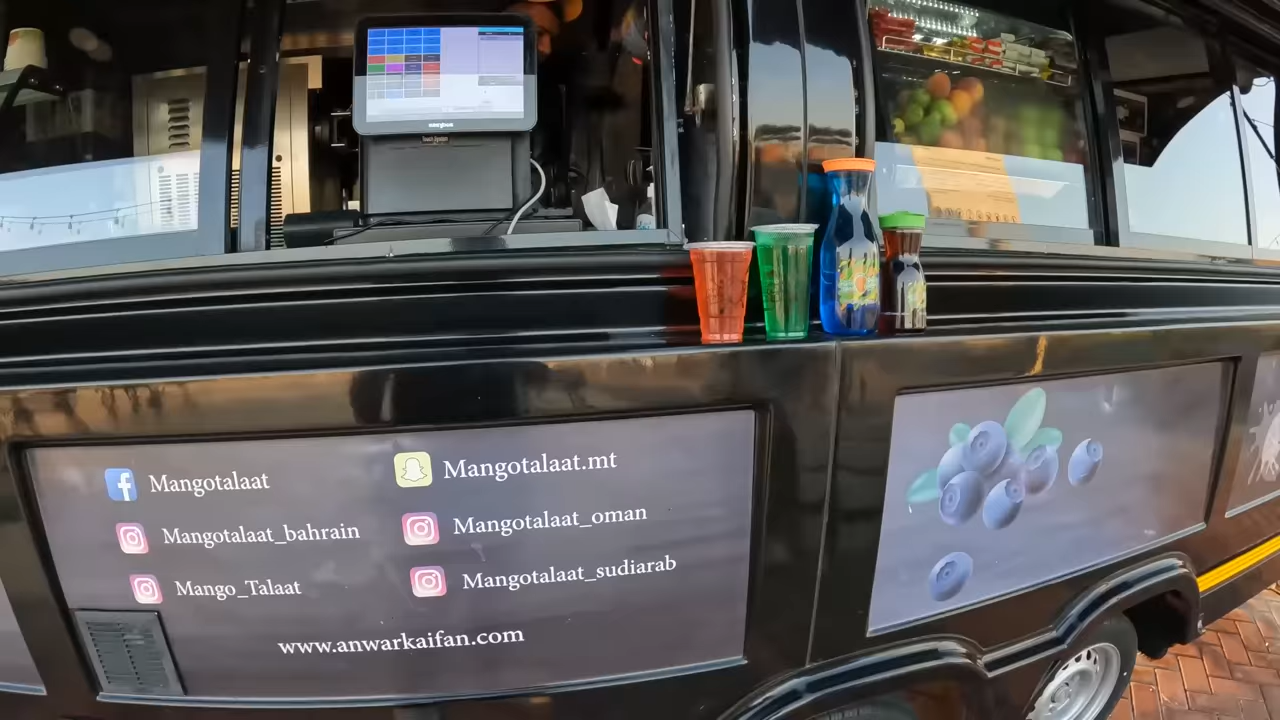 Mangotalaat
Mangotalaat.mt
Mangotalaat_bahrain
Mangotalaat_oman
Mango_Talaat
Mangotalaat_sudiarab
www.anwarkaifan.com